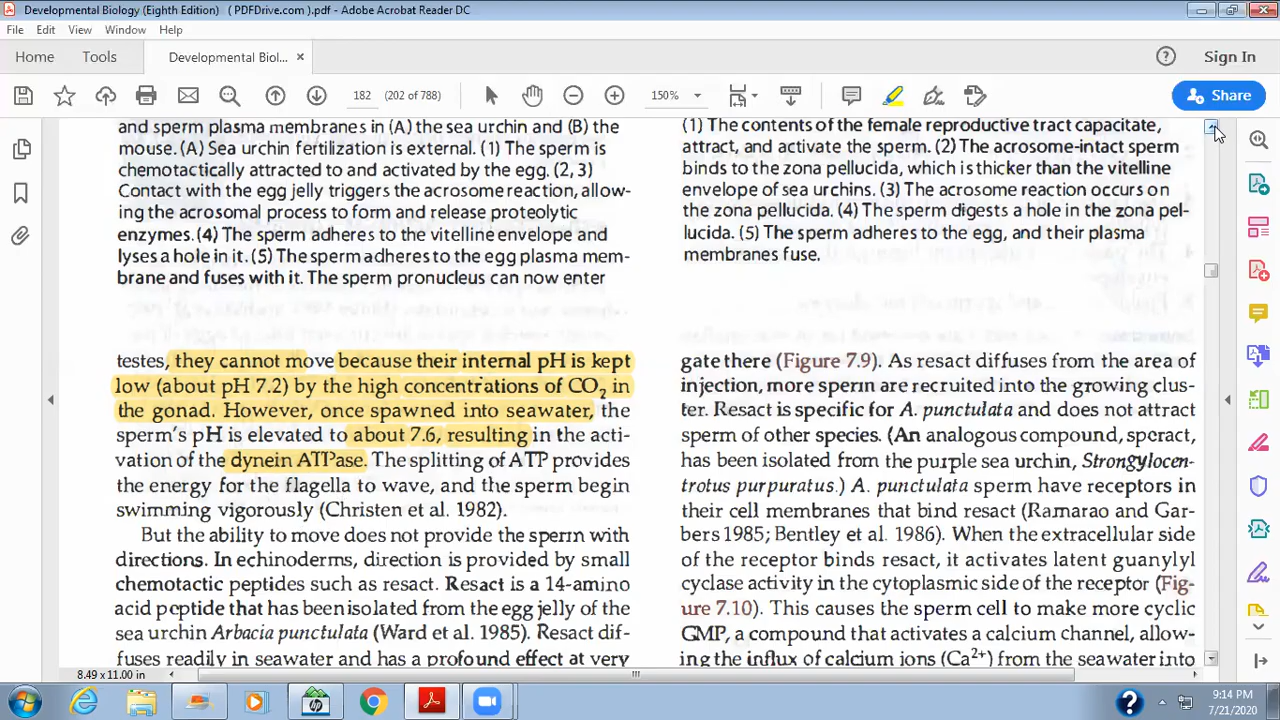 Developmental Biology (Eighth Edition) ( PDFDrive.com ).pdf - Adobe Acrobat Reader DC
File Edit View Window Help
Home Tools Developmental Biol... × Sign In
182 (202 of 788) 150% Share
and sperm plasma membranes in (A) the sea urchin and (B) the
mouse. (A) Sea urchin fertilization is external. (1) The sperm is
chemotactically attracted to and activated by the egg. (2, 3)
Contact with the egg jelly triggers the acrosome reaction, allow-
ing the acrosomal process to form and release proteolytic
enzymes. (4) The sperm adheres to the vitelline envelope and
lyses a hole in it. (5) The sperm adheres to the egg plasma mem-
brane and fuses with it. The sperm pronucleus can now enter
testes, they cannot move because their internal pH is kept
low (about pH 7.2) by the high concentrations of CO₂ in
the gonad. However, once spawned into seawater, the
sperm's pH is elevated to about 7.6, resulting in the acti-
vation of the dynein ATPase. The splitting of ATP provides
the energy for the flagella to wave, and the sperm begin
swimming vigorously (Christen et al. 1982).
But the ability to move does not provide the sperm with
directions. In echinoderms, direction is provided by small
chemotactic peptides such as resact. Resact is a 14-amino
acid peptide that has been isolated from the egg jelly of the
sea urchin Arbacia punctulata (Ward et al. 1985). Resact dif-
fuses readily in seawater and has a profound effect at very
(1) The contents of the female reproductive tract capacitate,
attract, and activate the sperm. (2) The acrosome-intact sperm
binds to the zona pellucida, which is thicker than the vitelline
envelope of sea urchins. (3) The acrosome reaction occurs on
the zona pellucida. (4) The sperm digests a hole in the zona pel-
lucida. (5) The sperm adheres to the egg, and their plasma
membranes fuse.
gate there (Figure 7.9). As resact diffuses from the area of
injection, more sperm are recruited into the growing clus-
ter. Resact is specific for A. punctulata and does not attract
sperm of other species. (An analogous compound, speract,
has been isolated from the purple sea urchin, Strongylocen-
trotus purpuratus.) A. punctulata sperm have receptors in
their cell membranes that bind resact (Ramarao and Gar-
bers 1985; Bentley et al. 1986). When the extracellular side
of the receptor binds resact, it activates latent guanylyl
cyclase activity in the cytoplasmic side of the receptor (Fig-
ure 7.10). This causes the sperm cell to make more cyclic
GMP, a compound that activates a calcium channel, allow-
ing the influx of calcium ions (Ca²⁺) from the seawater into
8.49 x 11.00 in
9:14 PM
7/21/2020